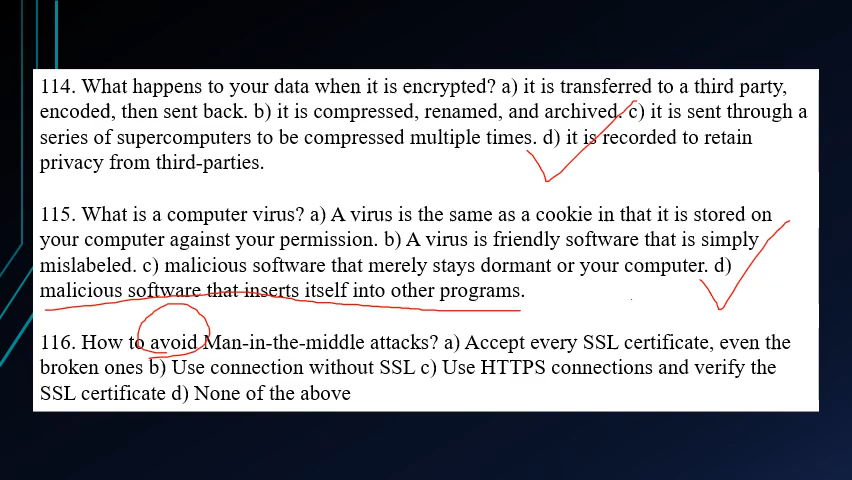 114. What happens to your data when it is encrypted? a) it is transferred to a third party,
encoded, then sent back. b) it is compressed, renamed, and archived. c) it is sent through a
series of supercomputers to be compressed multiple times. d) it is recorded to retain
privacy from third-parties.
115. What is a computer virus? a) A virus is the same as a cookie in that it is stored on
your computer against your permission. b) A virus is friendly software that is simply
mislabeled. c) malicious software that merely stays dormant or your computer. d)
malicious software that inserts itself into other programs.
116. How to avoid Man-in-the-middle attacks? a) Accept every SSL certificate, even the
broken ones b) Use connection without SSL c) Use HTTPS connections and verify the
SSL certificate d) None of the above